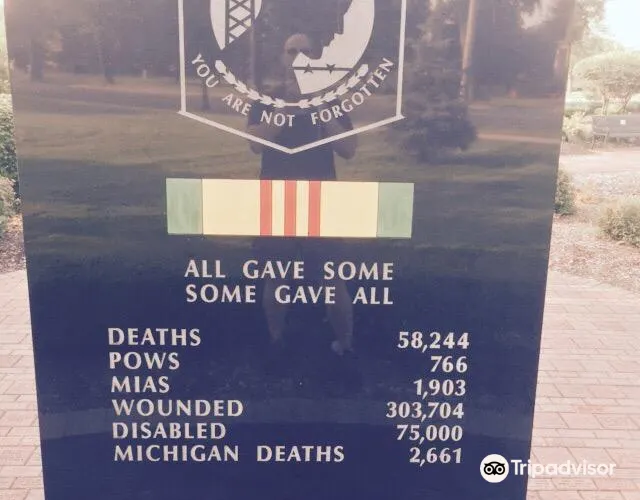 YOU ARE NOT FORGOTTEN
ALL GAVE SOME
SOME GAVE ALL
DEATHS 58,244
POWS 766
MIAS 1,903
WOUNDED 303,704
DISABLED 75,000
MICHIGAN DEATHS 2,661
Tripadvisor